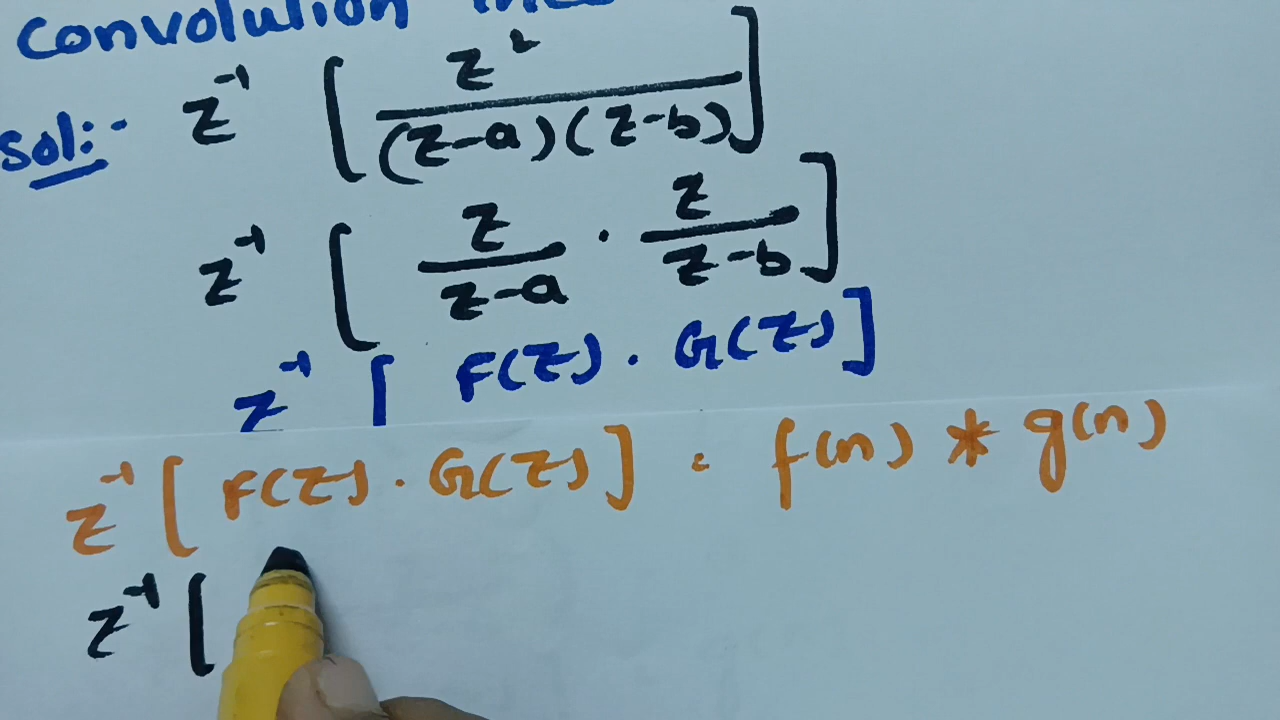 convolution
Sol:- z⁻¹ [ z² / (z-a)(z-b) ]
z⁻¹ [ z/z-a · z/z-b ]
z⁻¹ [ F(z) · G(z) ]
z⁻¹ [ F(z) · G(z) ] = f(n) * g(n)
z⁻¹ [